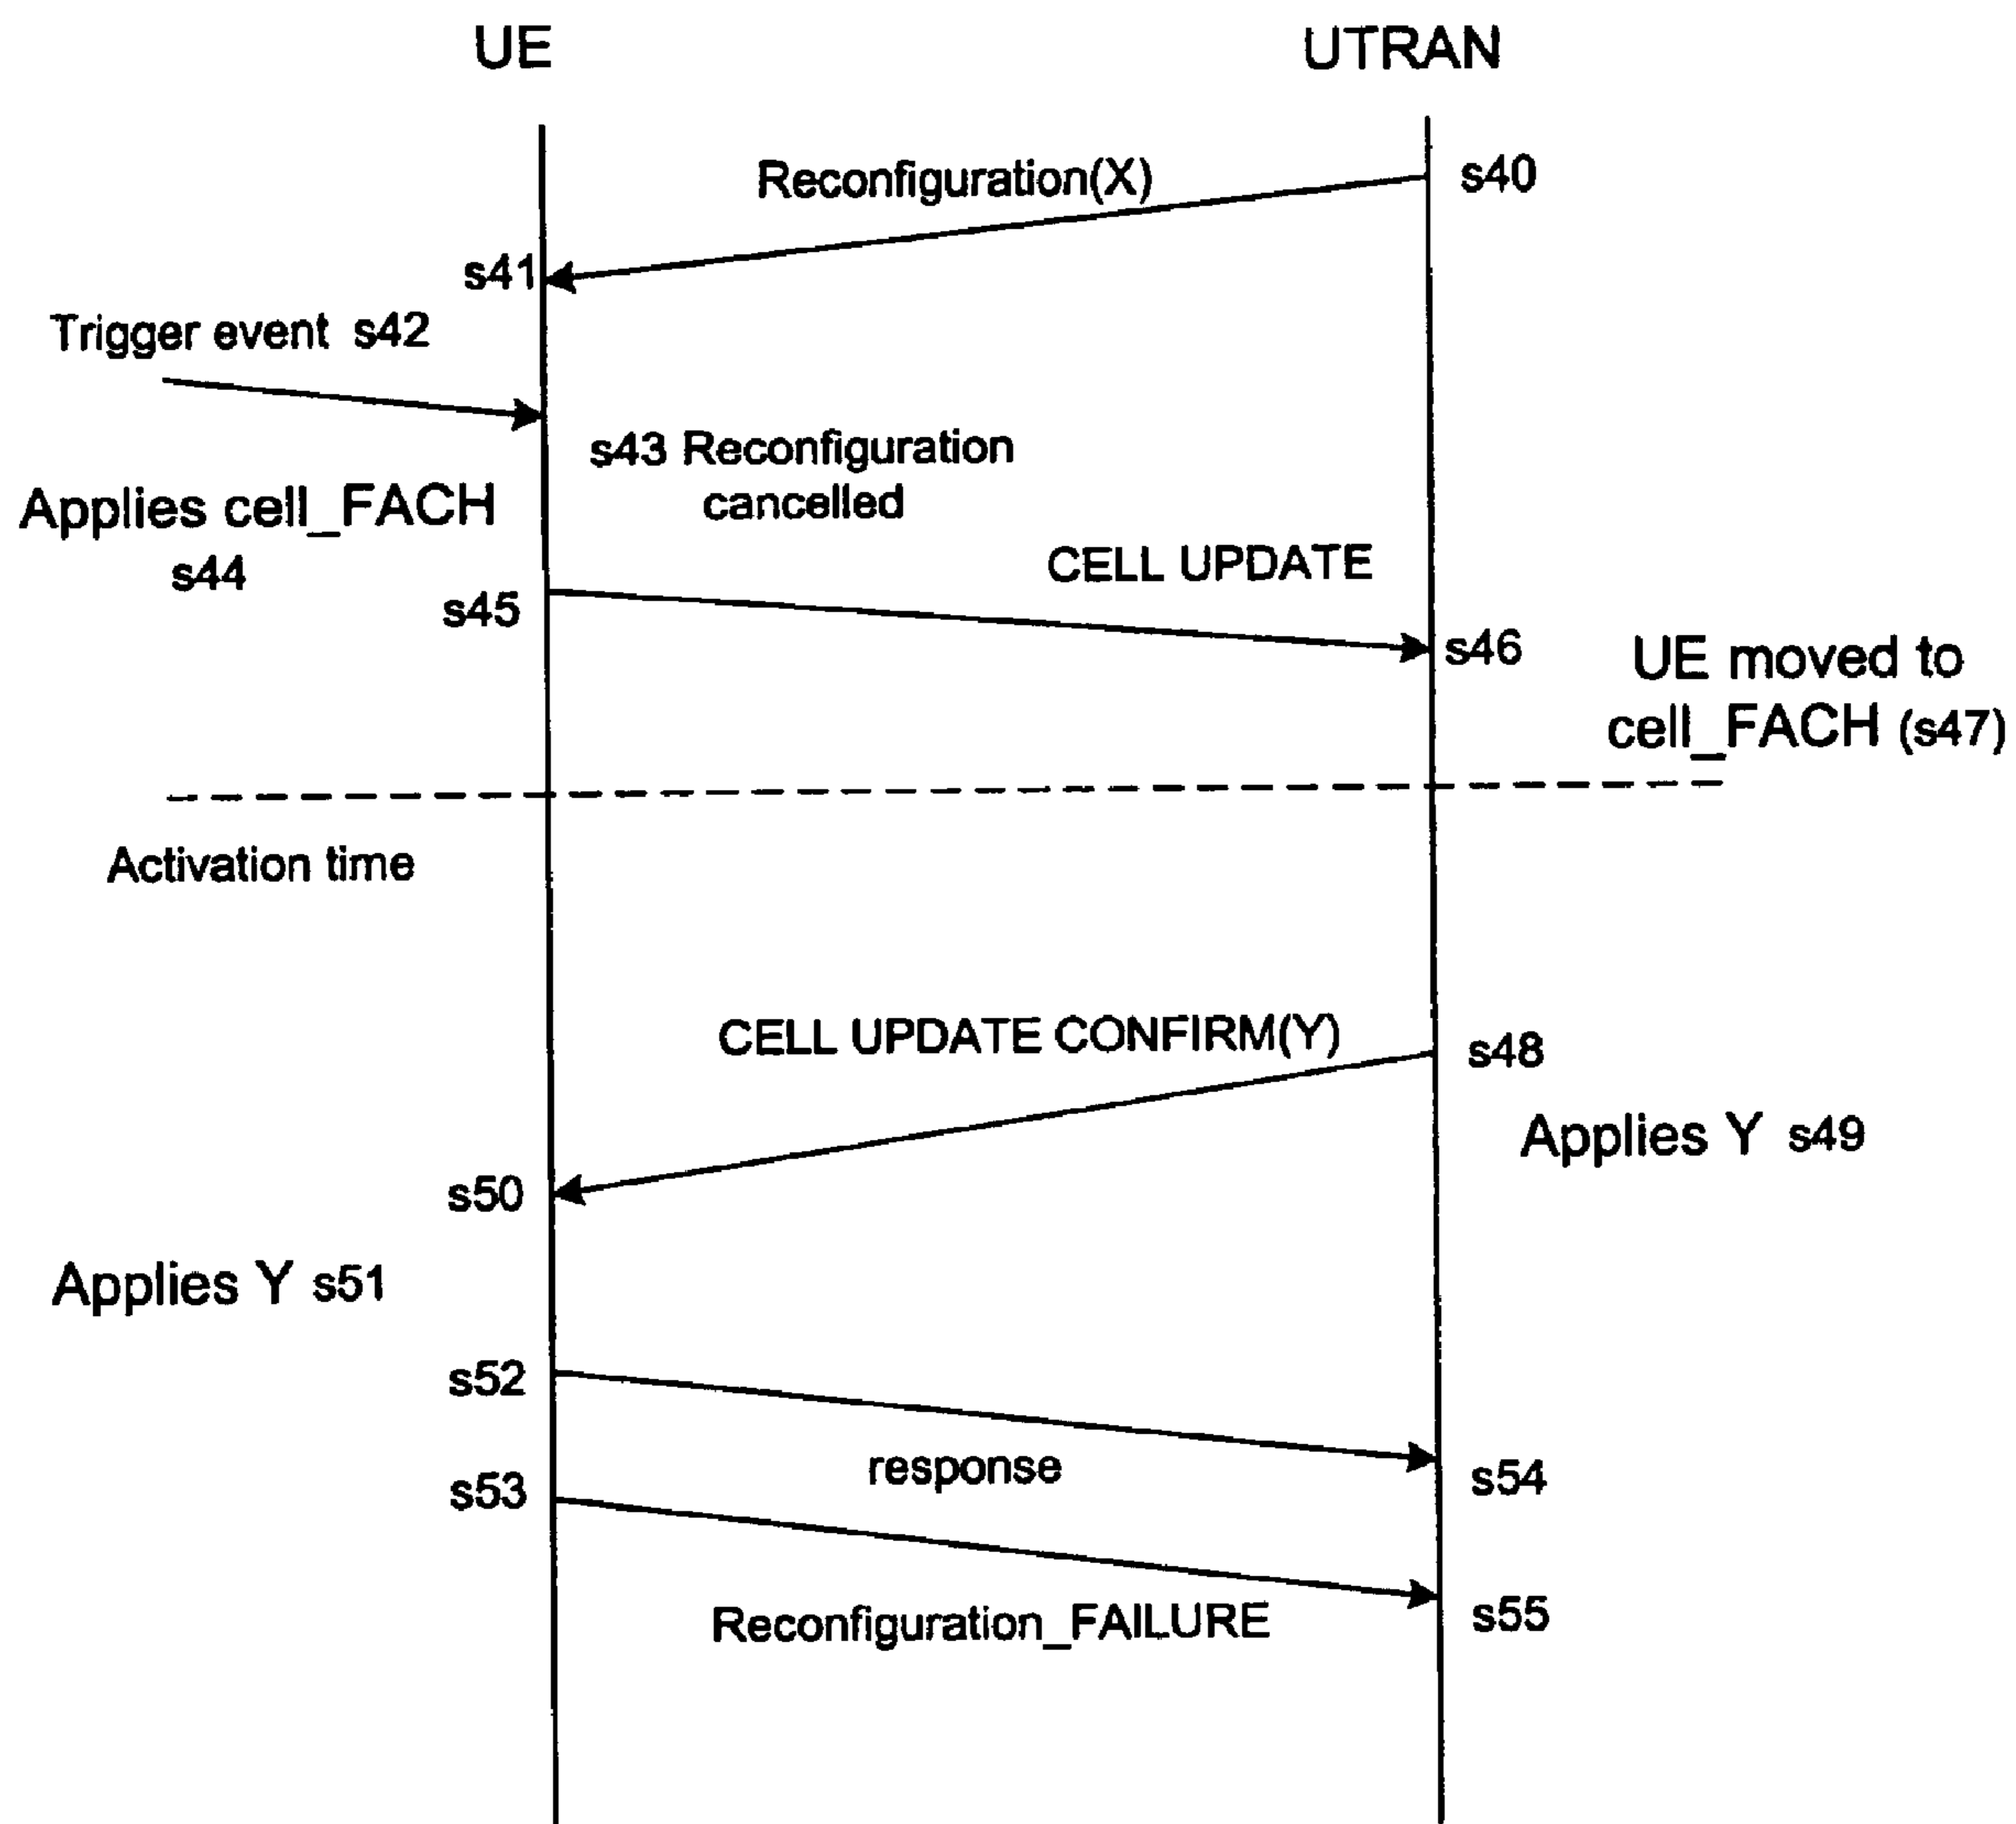 UE
UTRAN
Reconfiguration(X)
s40
s41
Trigger event s42
s43 Reconfiguration
cancelled
Applies cell_FACH
s44
CELL UPDATE
s45
s46
UE moved to
cell_FACH (s47)
Activation time
CELL UPDATE CONFIRM(Y)
s48
Applies Y s49
s50
Applies Y s51
s52
response
s54
s53
Reconfiguration_FAILURE
s55